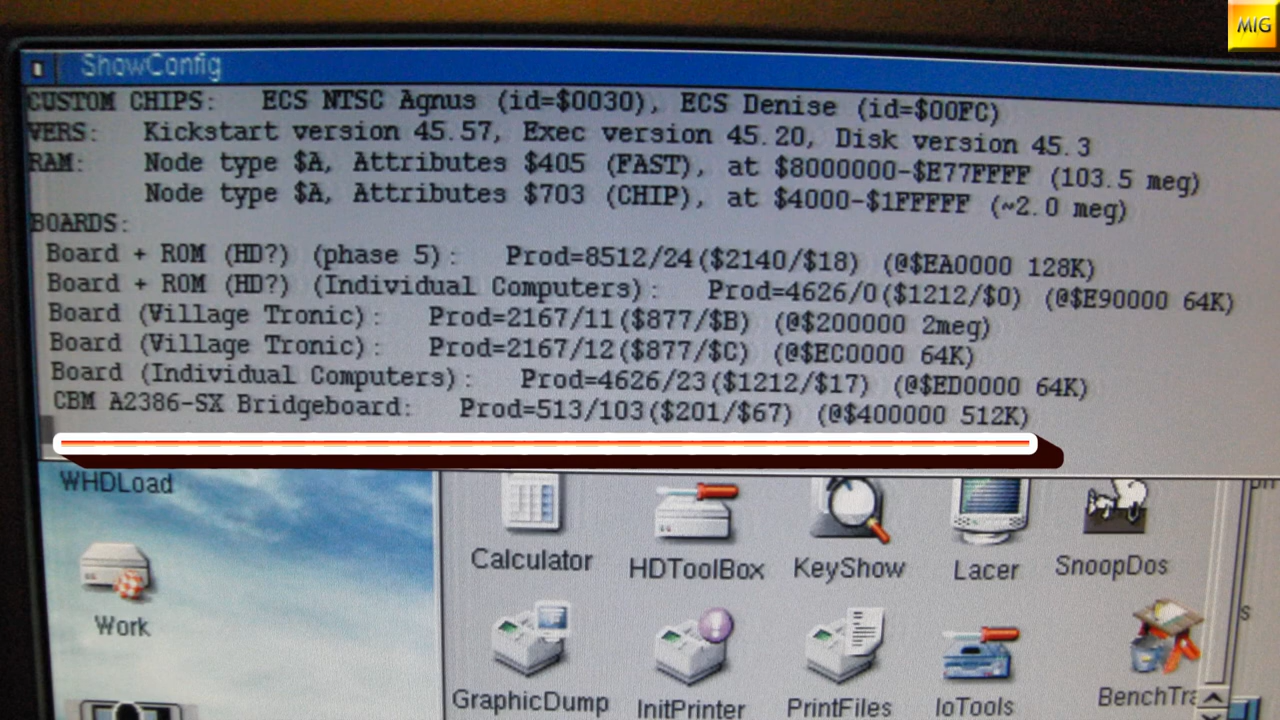 MIG
ShowConfig
CUSTOM CHIPS: ECS NTSC Agnus (id=$0030), ECS Denise (id=$00FC)
VERS: Kickstart version 45.57, Exec version 45.20, Disk version 45.3
RAM: Node type $A, Attributes $405 (FAST), at $8000000-$E77FFFF (103.5 meg)
Node type $A, Attributes $703 (CHIP), at $4000-$1FFFFF (~2.0 meg)
BOARDS:
Board + ROM (HD?) (phase 5): Prod=8512/24($2140/$18) (@$EA0000 128K)
Board + ROM (HD?) (Individual Computers): Prod=4626/0($1212/$0) (@$E90000 64K)
Board (Village Tronic): Prod=2167/11($877/$B) (@$200000 2meg)
Board (Village Tronic): Prod=2167/12($877/$C) (@$EC0000 64K)
Board (Individual Computers): Prod=4626/23($1212/$17) (@$ED0000 64K)
CBM A2386-SX Bridgeboard: Prod=513/103($201/$67) (@$400000 512K)
WHDLoad
Work
Calculator HDToolBox KeyShow Lacer SnoopDos
GraphicDump InitPrinter PrintFiles IoTools BenchTra